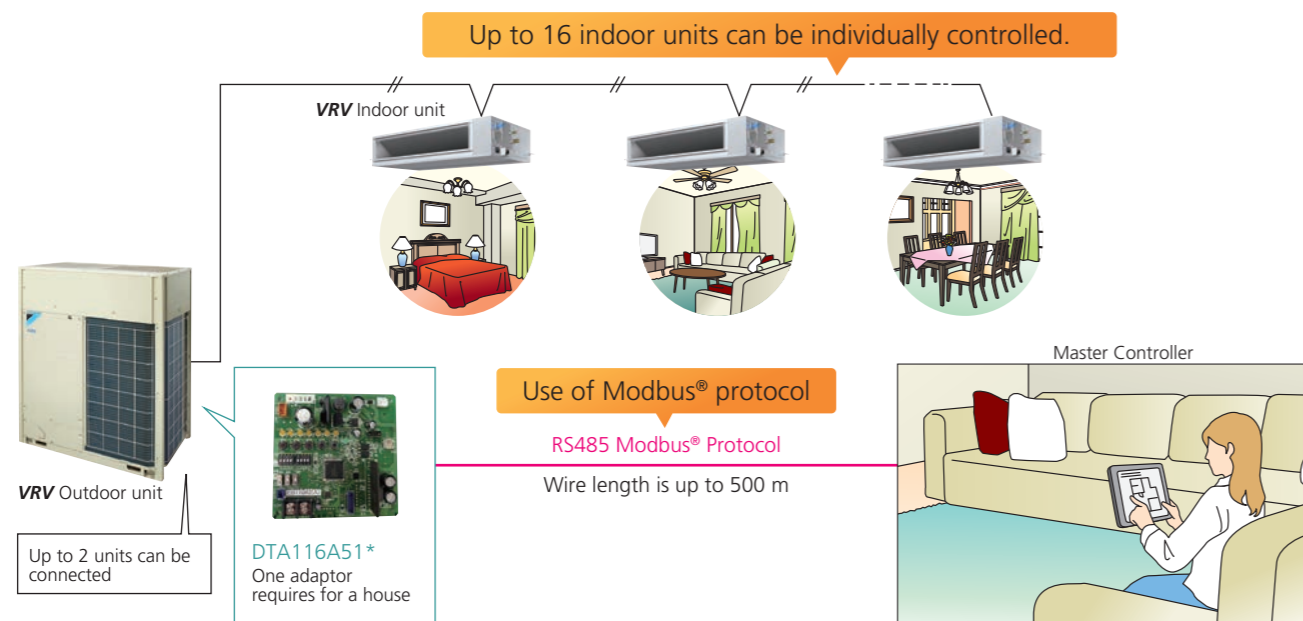 Up to 16 indoor units can be individually controlled.
VRV Indoor unit
Master Controller
Use of Modbus® protocol
RS485 Modbus® Protocol
Wire length is up to 500 m
VRV Outdoor unit
Up to 2 units can be
connected
DTA116A51*
One adaptor
requires for a house